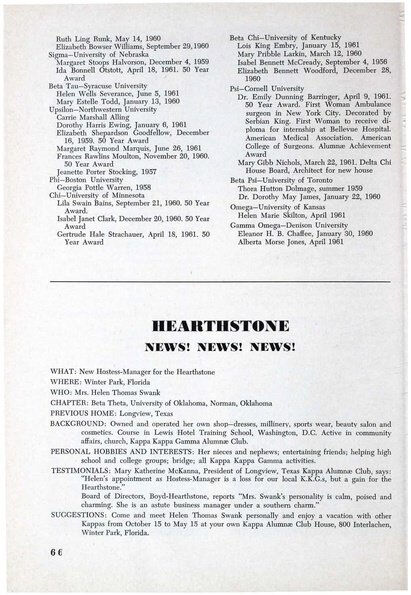 Ruth Ling Runk, May 14, 1960
Elizabeth Bowser Williams, September 29, 1960
Sigma—University of Nebraska
Margaret Stoops Halvorson, December 4, 1959
Ida Bonnell Otstott, April 18, 1961. 50 Year
Award
Beta Tau—Syracuse University
Helen Wells Severance, June 5, 1961
Mary Estelle Todd, January 13, 1960
Upsilon—Northwestern University
Carrie Marshall Alling
Dorothy Harris Ewing, January 6, 1961
Elizabeth Shepardson Goodfellow, December
16, 1959. 50 Year Award
Margaret Raymond Marquis, June 26, 1961
Frances Rawlins Moulton, November 20, 1960.
50 Year Award
Jeanette Porter Stocking, 1957
Phi—Boston University
Georgia Pottle Warren, 1958
Chi—University of Minnesota
Lila Swain Bains, September 21, 1960. 50 Year
Award.
Isabel Janet Clark, December 20, 1960. 50 Year
Award
Gertrude Hale Strachauer, April 18, 1961. 50
Year Award
Beta Chi—University of Kentucky
Lois King Embry, January 15, 1961
Mary Pribble Larkin, March 12, 1960
Isabel Bennett McCready, September 4, 1956
Elizabeth Bennett Woodford, December 28,
1960
Psi—Cornell University
Dr. Emily Dunning Barringer, April 9, 1961.
50 Year Award. First Woman Ambulance
surgeon in New York City. Decorated by
Serbian King. First Woman to receive di-
ploma for internship at Bellevue Hospital.
American Medical Association. American
College of Surgeons. Alumnæ Achievement
Award
Mary Gibb Nichols, March 22, 1961. Delta Chi
House Board, Architect for new house
Beta Psi—University of Toronto
Thora Hutton Dolmage, summer 1959
Dr. Dorothy May James, January 22, 1960
Omega—University of Kansas
Helen Marie Skilton, April 1961
Gamma Omega—Denison University
Eleanor H. B. Chaffee, January 30, 1960
Alberta Morse Jones, April 1961
HEARTHSTONE
NEWS! NEWS! NEWS!
WHAT: New Hostess-Manager for the Hearthstone
WHERE: Winter Park, Florida
WHO: Mrs. Helen Thomas Swank
CHAPTER: Beta Theta, University of Oklahoma, Norman, Oklahoma
PREVIOUS HOME: Longview, Texas
BACKGROUND: Owned and operated her own shop—dresses, millinery, sports wear, beauty salon and
cosmetics. Course in Lewis Hotel Training School, Washington, D.C. Active in community
affairs, church, Kappa Kappa Gamma Alumnæ Club.
PERSONAL HOBBIES AND INTERESTS: Her nieces and nephews; entertaining friends; helping high
school and college groups; bridge; all Kappa Kappa Gamma activities.
TESTIMONIALS: Mary Katherine McKanna, President of Longview, Texas Kappa Alumnæ Club, says:
"Helen's appointment as Hostess-Manager is a loss for our local K.K.G.s, but a gain for the
Hearthstone."
Board of Directors, Boyd-Hearthstone, reports "Mrs. Swank's personality is calm, poised and
charming. She is an astute business manager under a southern charm."
SUGGESTIONS: Come and meet Helen Thomas Swank personally and enjoy a vacation with other
Kappas from October 15 to May 15 at your own Kappa Alumnæ Club House, 800 Interlachen,
Winter Park, Florida.
66